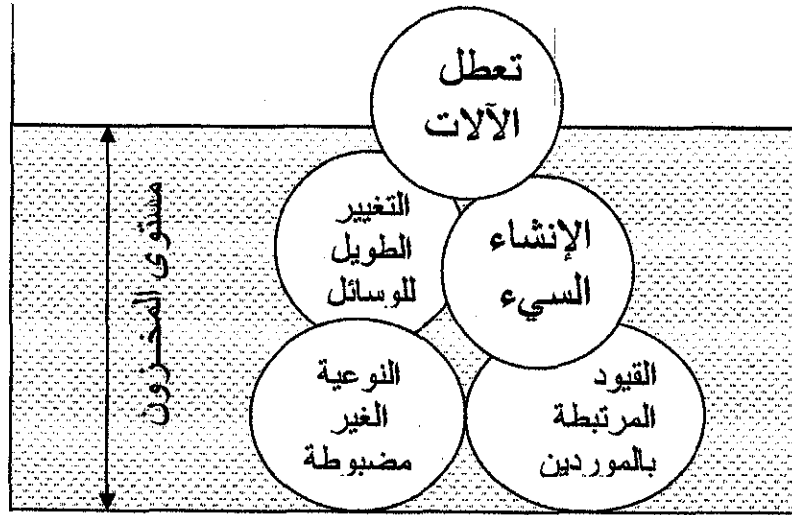 تعطل
الآلات
التغيير
الطويل
للوسائل
الإنشاء
السيء
مستوى المخزون
النوعية
الغير
مضبوطة
القيود
المرتبطة
بالموردين